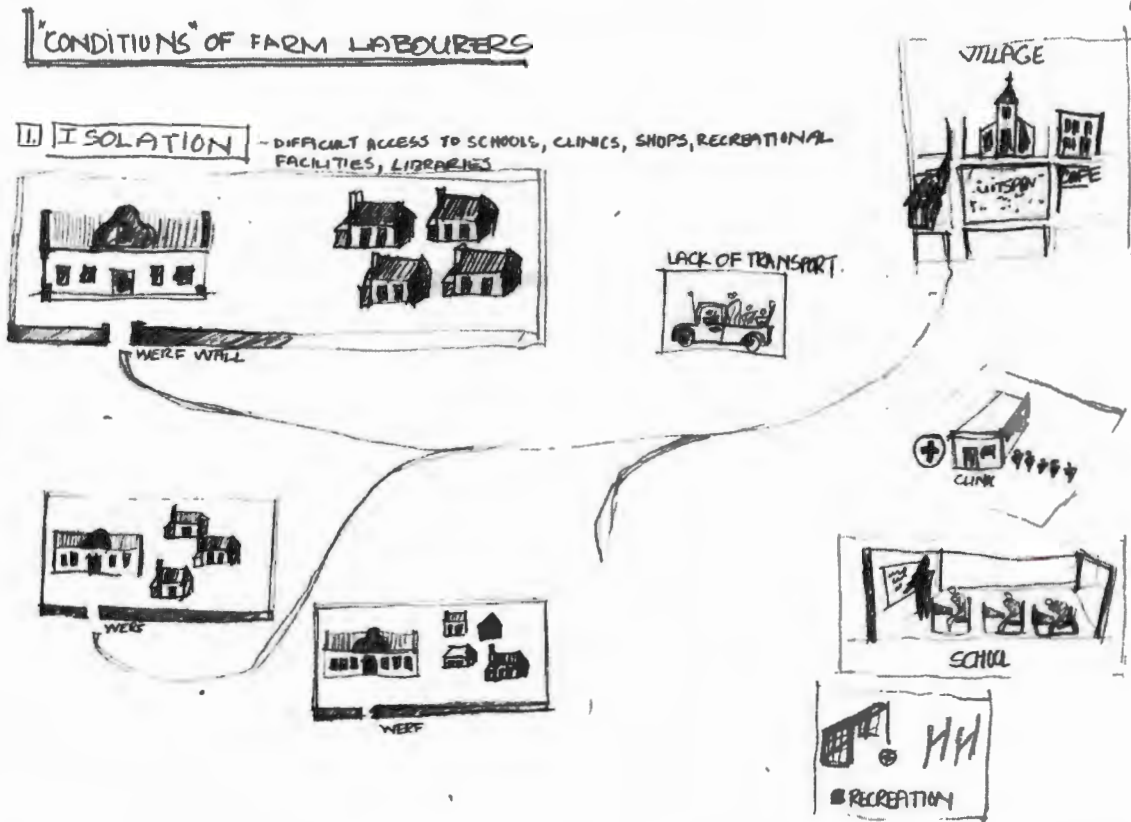 "CONDITIONS" OF FARM LABOURERS
1. ISOLATION - DIFFICULT ACCESS TO SCHOOLS, CLINICS, SHOPS, RECREATIONAL
FACILITIES, LIBRARIES
VILLAGE
LACK OF TRANSPORT.
WERF WALL
CLINIC
WERF
WERF
SCHOOL
RECREATION